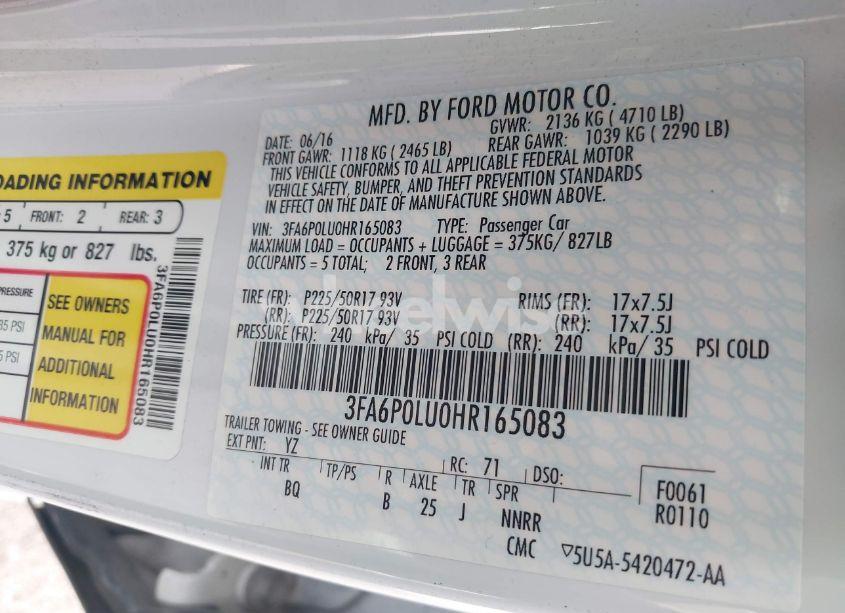 MFD. BY FORD MOTOR CO.
DATE: 06/16 GVWR: 2136 KG ( 4710 LB)
FRONT GAWR: 1118 KG ( 2465 LB) REAR GAWR: 1039 KG ( 2290 LB)
THIS VEHICLE CONFORMS TO ALL APPLICABLE FEDERAL MOTOR
VEHICLE SAFETY, BUMPER, AND THEFT PREVENTION STANDARDS
IN EFFECT ON THE DATE OF MANUFACTURE SHOWN ABOVE.
VIN: 3FA6P0LU0HR165083 TYPE: Passenger Car
MAXIMUM LOAD = OCCUPANTS + LUGGAGE = 375KG/ 827LB
OCCUPANTS = 5 TOTAL; 2 FRONT, 3 REAR
TIRE (FR): P225/50R17 93V RIMS (FR): 17x7.5J
(RR): P225/50R17 93V (RR): 17x7.5J
PRESSURE (FR): 240 kPa/ 35 PSI COLD (RR): 240 kPa/ 35 PSI COLD
3FA6P0LU0HR165083
TRAILER TOWING - SEE OWNER GUIDE
EXT PNT: YZ RC: 71 DSO:
INT TR TP/PS R AXLE TR SPR F0061
BQ B 25 J NNRR R0110
CMC ▽5U5A-5420472-AA
OADING INFORMATION
5 FRONT: 2 REAR: 3
375 kg or 827 lbs.
PRESSURE
35 PSI
5 PSI
SEE OWNERS
MANUAL FOR
ADDITIONAL
INFORMATION
3FA6P0LU0HR165083